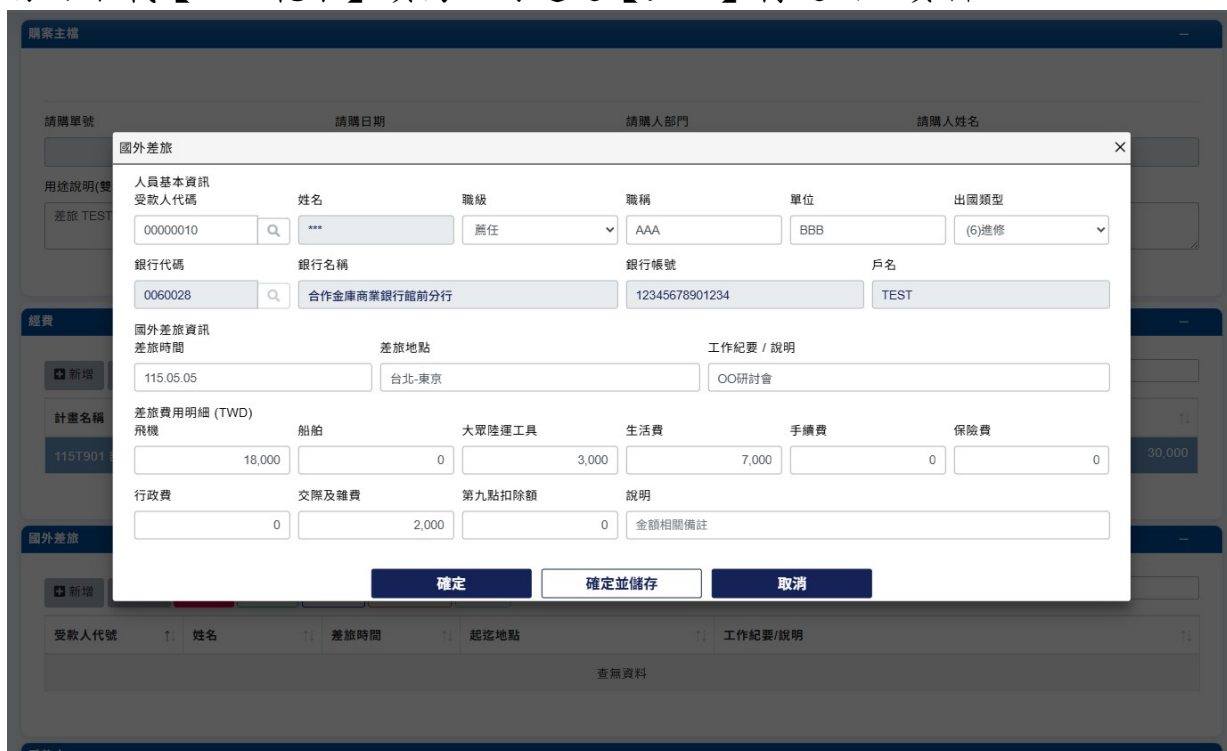 購案主檔
請購單號 請購日期 請購人部門 請購人姓名
國外差旅 ×
用途說明(雙
差旅 TEST
人員基本資訊
受款人代碼 姓名 職級 職稱 單位 出國類型
00000010 *** 薦任 AAA BBB (6)進修
銀行代碼 銀行名稱 銀行帳號 戶名
0060028 合作金庫商業銀行館前分行 12345678901234 TEST
經費
國外差旅資訊
差旅時間 差旅地點 工作紀要 / 說明
新增
115.05.05 台北-東京 OO研討會
計畫名稱
差旅費用明細 (TWD)
飛機 船舶 大眾陸運工具 生活費 手續費 保險費
115T901 30,000
18,000 0 3,000 7,000 0 0
行政費 交際及雜費 第九點扣除額 說明
0 2,000 0 金額相關備註
國外差旅
確定 確定並儲存 取消
新增
受款人代號 姓名 差旅時間 起迄地點 工作紀要/說明
查無資料